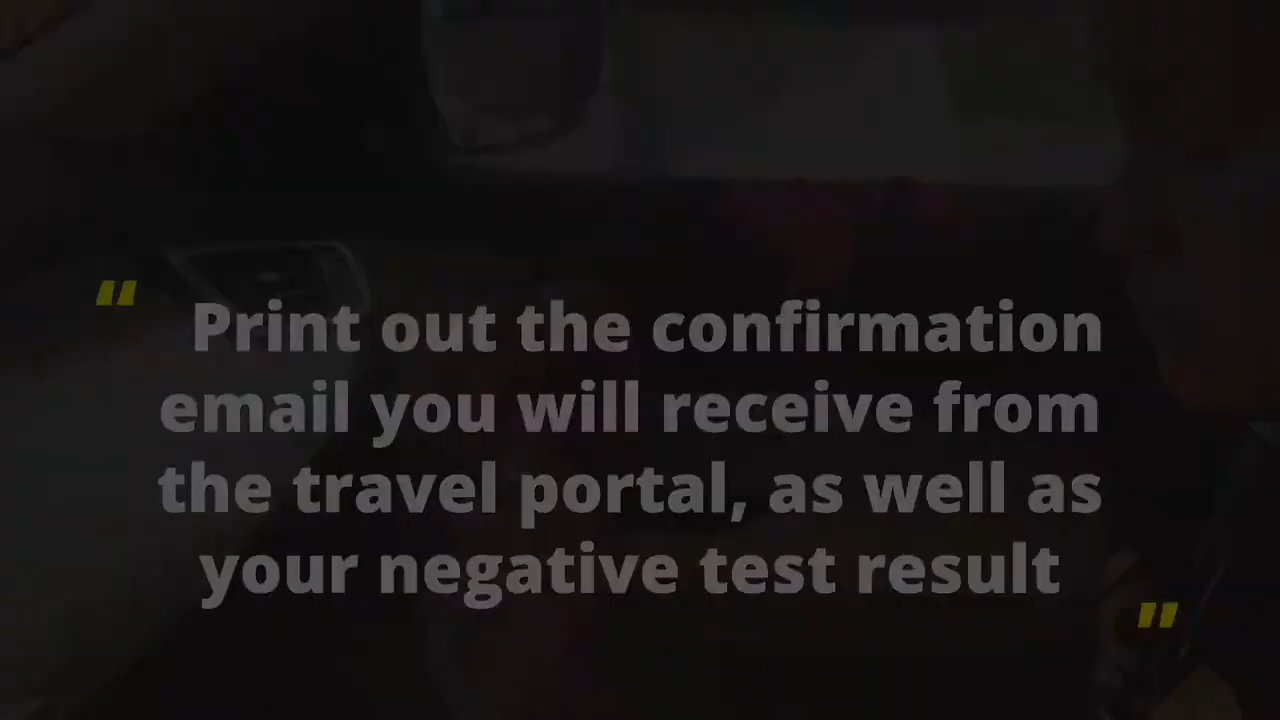 " Print out the confirmation
email you will receive from
the travel portal, as well as
your negative test result "